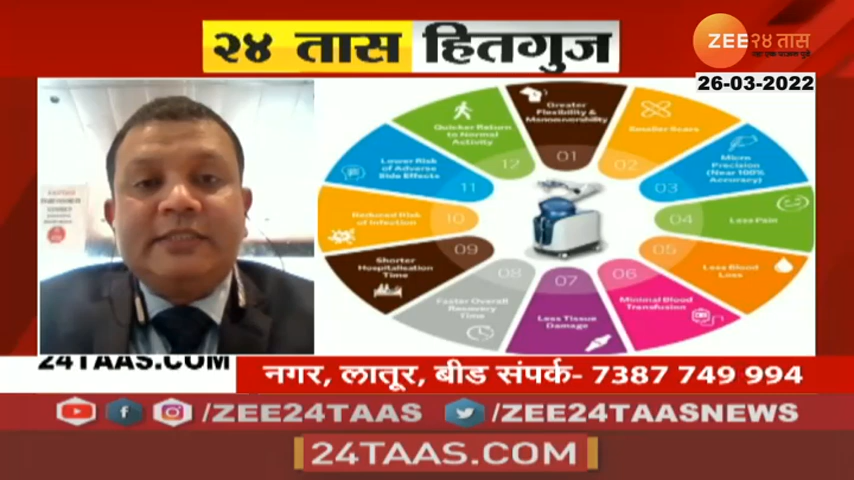 २४ तास हितगुज
ZEE २४ तास
26-03-2022
Greater
Flexibility &
Manoeuvrability
01
Smaller Scars
02
Micro
Precision
(Near 100%
Accuracy)
03
04
Less Pain
05
Less Blood
Loss
06
Minimal Blood
Transfusion
07
Less Tissue
Damage
08
Faster Overall
Recovery
Time
09
Shorter
Hospitalisation
Time
10
Reduced Risk
of Infection
11
Lower Risk
of Adverse
Side Effects
12
Quicker Return
to Normal
Activity
24TAAS.COM
नगर, लातूर, बीड संपर्क- 7387 749 994
/ZEE24TAAS /ZEE24TAASNEWS
24TAAS.COM